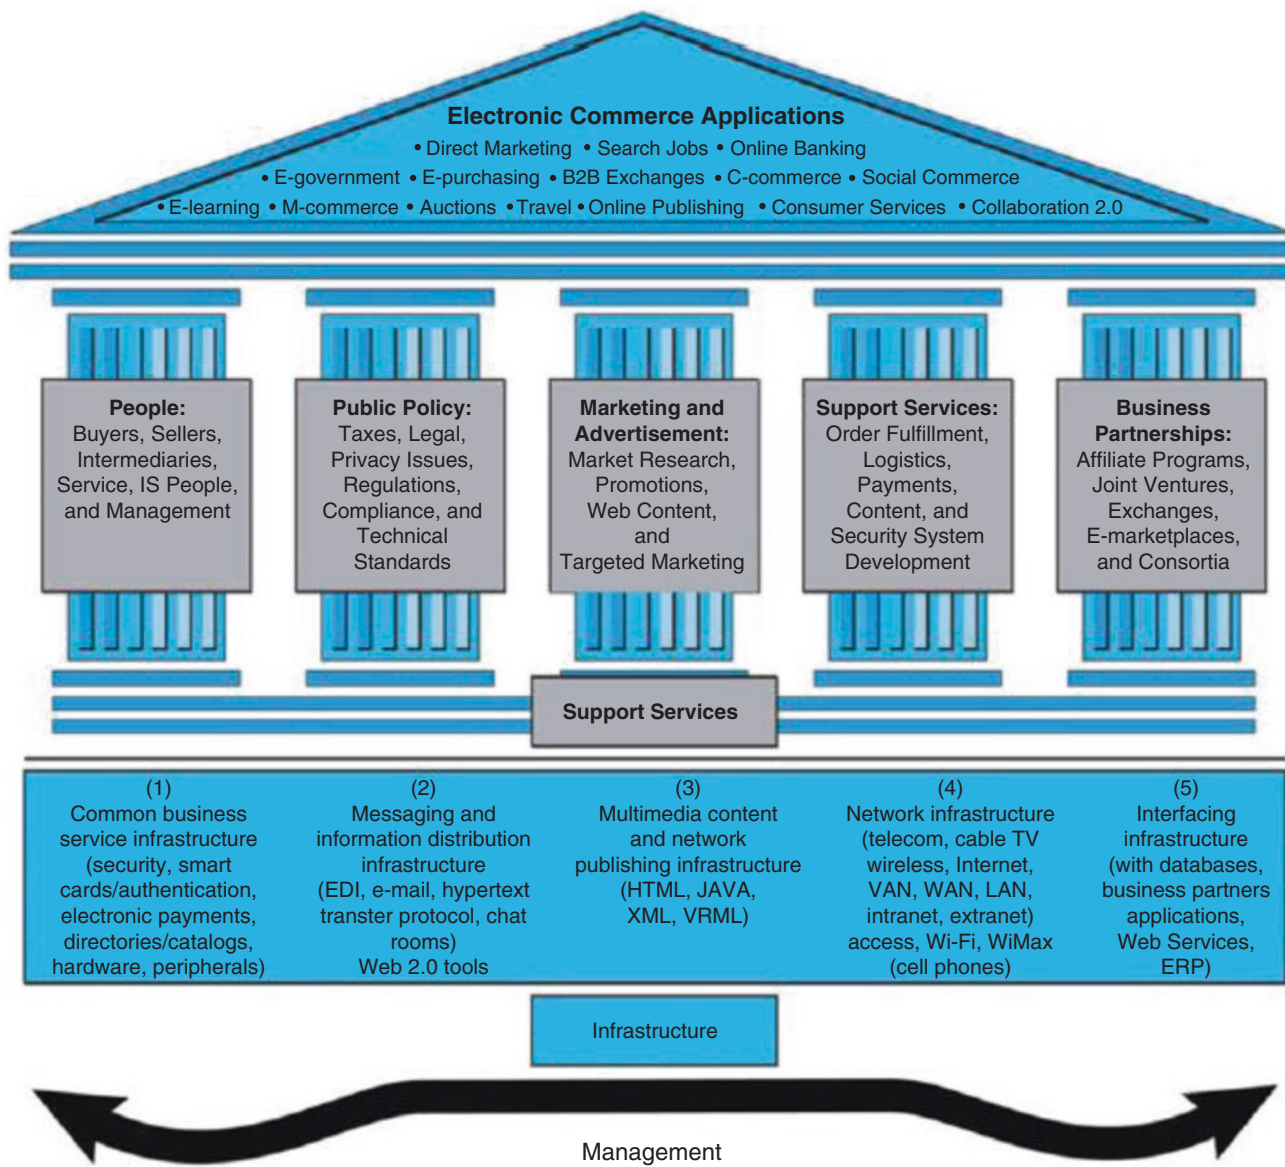 Electronic Commerce Applications
• Direct Marketing • Search Jobs • Online Banking
• E-government • E-purchasing • B2B Exchanges • C-commerce • Social Commerce
• E-learning • M-commerce • Auctions • Travel • Online Publishing • Consumer Services • Collaboration 2.0
People:
Buyers, Sellers,
Intermediaries,
Service, IS People,
and Management
Public Policy:
Taxes, Legal,
Privacy Issues,
Regulations,
Compliance, and
Technical
Standards
Marketing and
Advertisement:
Market Research,
Promotions,
Web Content,
and
Targeted Marketing
Support Services:
Order Fulfillment,
Logistics,
Payments,
Content, and
Security System
Development
Business
Partnerships:
Affiliate Programs,
Joint Ventures,
Exchanges,
E-marketplaces,
and Consortia
Support Services
(1)
Common business
service infrastructure
(security, smart
cards/authentication,
electronic payments,
directories/catalogs,
hardware, peripherals)
(2)
Messaging and
information distribution
infrastructure
(EDI, e-mail, hypertext
transter protocol, chat
rooms)
Web 2.0 tools
(3)
Multimedia content
and network
publishing infrastructure
(HTML, JAVA,
XML, VRML)
(4)
Network infrastructure
(telecom, cable TV
wireless, Internet,
VAN, WAN, LAN,
intranet, extranet)
access, Wi-Fi, WiMax
(cell phones)
(5)
Interfacing
infrastructure
(with databases,
business partners
applications,
Web Services,
ERP)
Infrastructure
Management